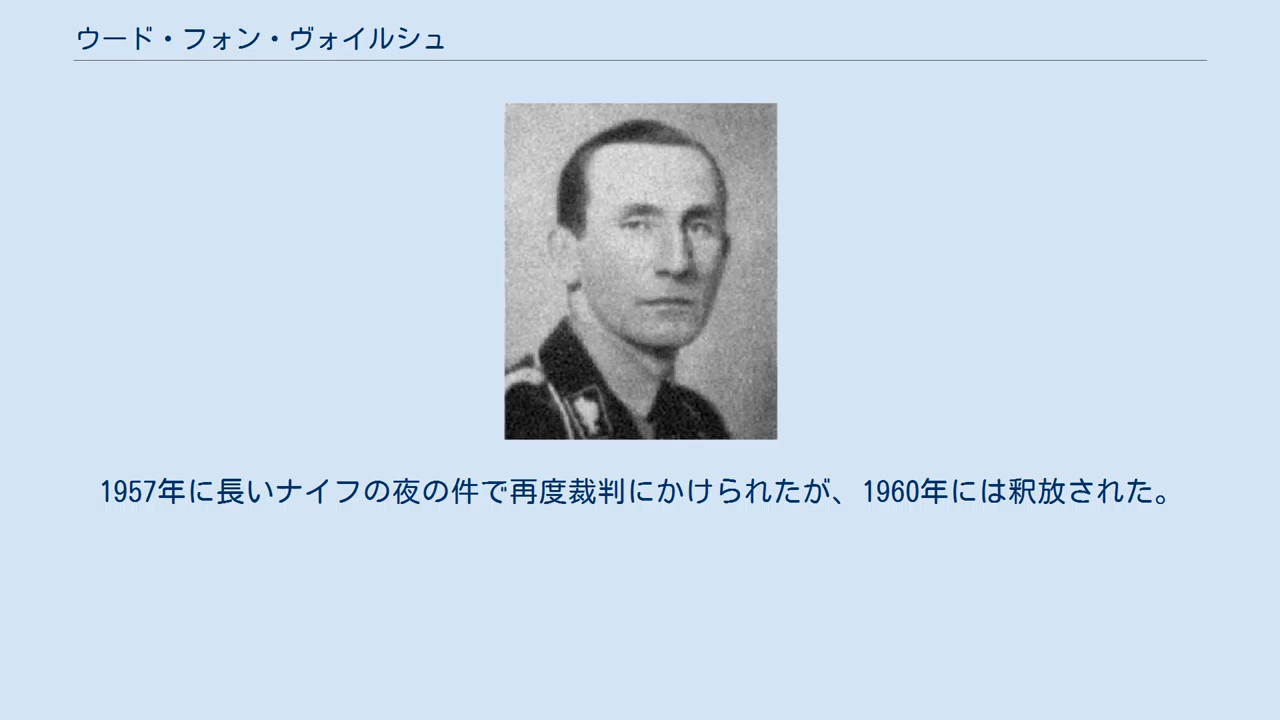 ウード・フォン・ヴォイルシュ
1957年に長いナイフの夜の件で再度裁判にかけられたが、1960年には釈放された。